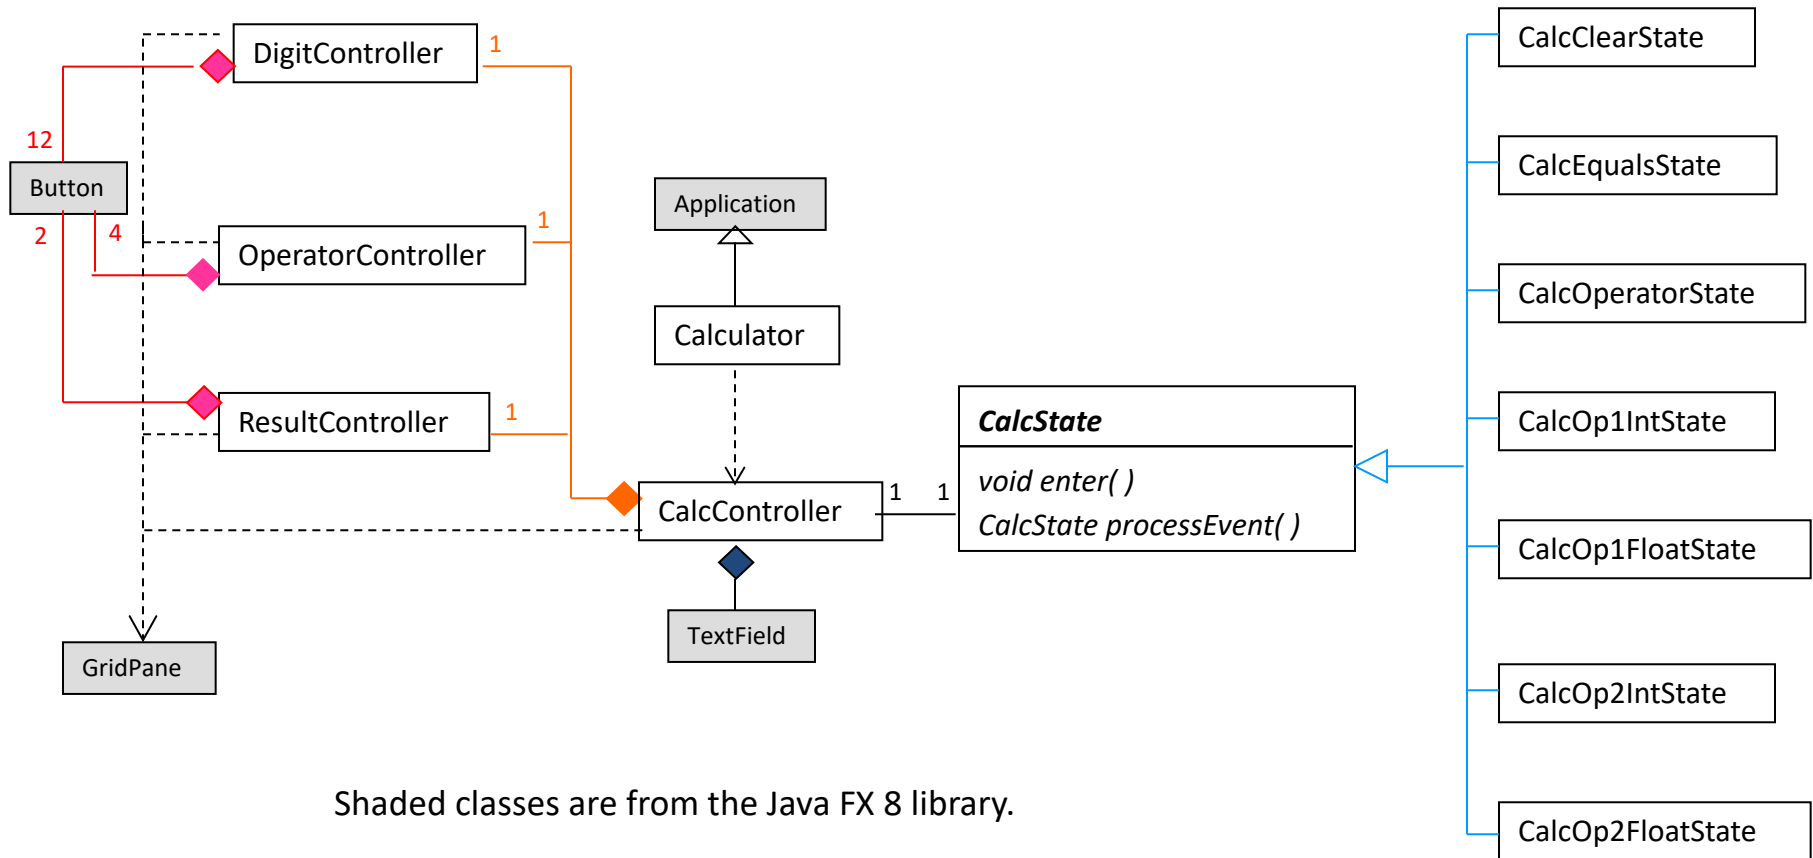 CalcClearState
DigitController
1
12
CalcEqualsState
Button
Application
2
4
1
OperatorController
CalcOperatorState
Calculator
ResultController
1
CalcState
CalcOp1IntState
void enter( )
CalcController
1
1
CalcState processEvent( )
CalcOp1FloatState
TextField
GridPane
CalcOp2IntState
Shaded classes are from the Java FX 8 library.
CalcOp2FloatState